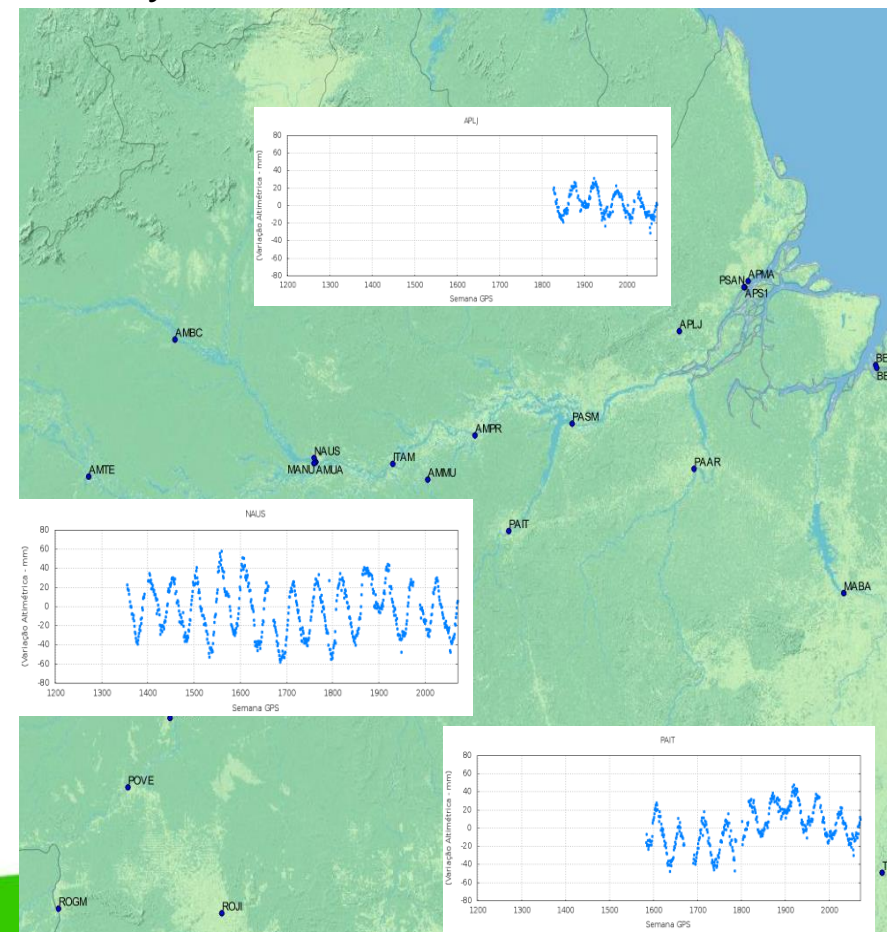 APLJ
80
60
40
20
0
-20
-40
-60
-80
(Variação Altimétrica - mm)
1200 1300 1400 1500 1600 1700 1800 1900 2000
Semana GPS
APMA
PSAN
APS1
AMBC
APLJ
PASM
AMPR
NAUS
MANU AMUA
ITAM
AMMU
AMTE
PAAR
PAIT
MABA
NAUS
80
60
40
20
0
-20
-40
-60
-80
(Variação Altimétrica - mm)
1200 1300 1400 1500 1600 1700 1800 1900 2000
Semana GPS
PAIT
80
60
40
20
0
-20
-40
-60
-80
(Variação Altimétrica - mm)
1200 1300 1400 1500 1600 1700 1800 1900 2000
Semana GPS
POVE
ROGM
ROJI